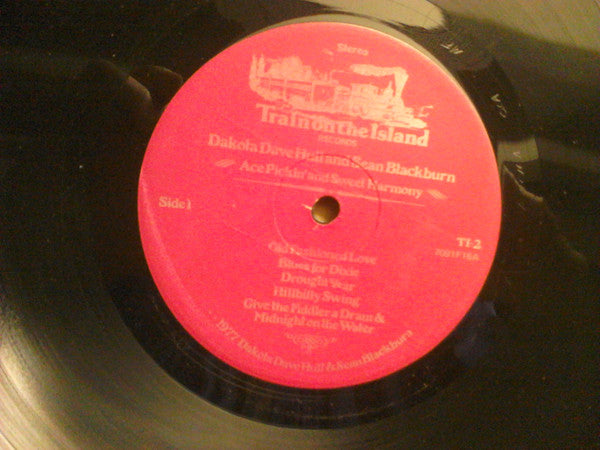 Stereo
Train on the Island
RECORDS
Dakota Dave Hull and Sean Blackburn
Ace Pickin' and Sweet Harmony
Side 1
TI-2
7091F16A
Old Fashioned Love
Blues for Dixie
Drought Year
Hillbilly Swing
Give the Fiddler a Dram &
Midnight on the Water
1977 Dakota Dave Hull & Sean Blackburn